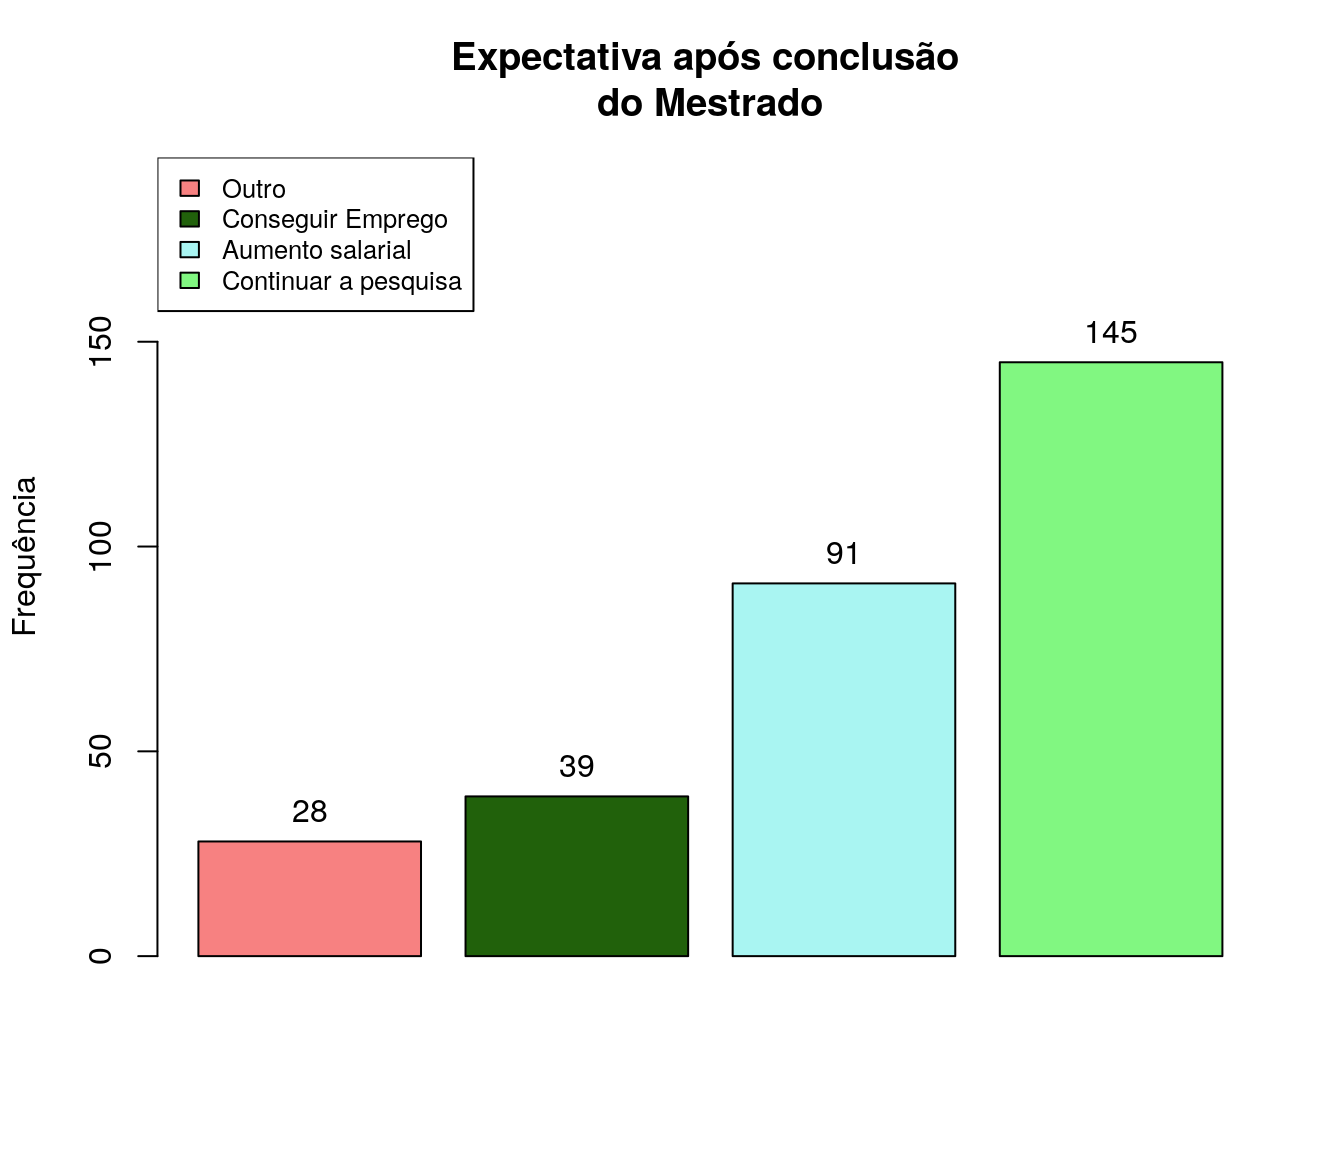 Expectativa após conclusão
do Mestrado
Outro
Conseguir Emprego
Aumento salarial
Continuar a pesquisa
Frequência
150
100
50
0
28
39
91
145